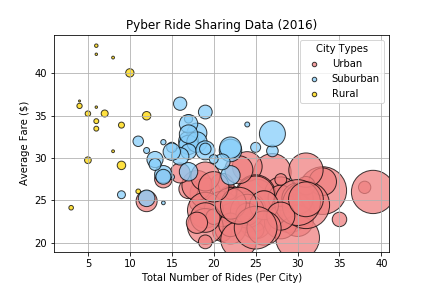 Pyber Ride Sharing Data (2016)
City Types
Urban
Suburban
Rural
Average Fare ($)
40
35
30
25
20
5
10
15
20
25
30
35
40
Total Number of Rides (Per City)